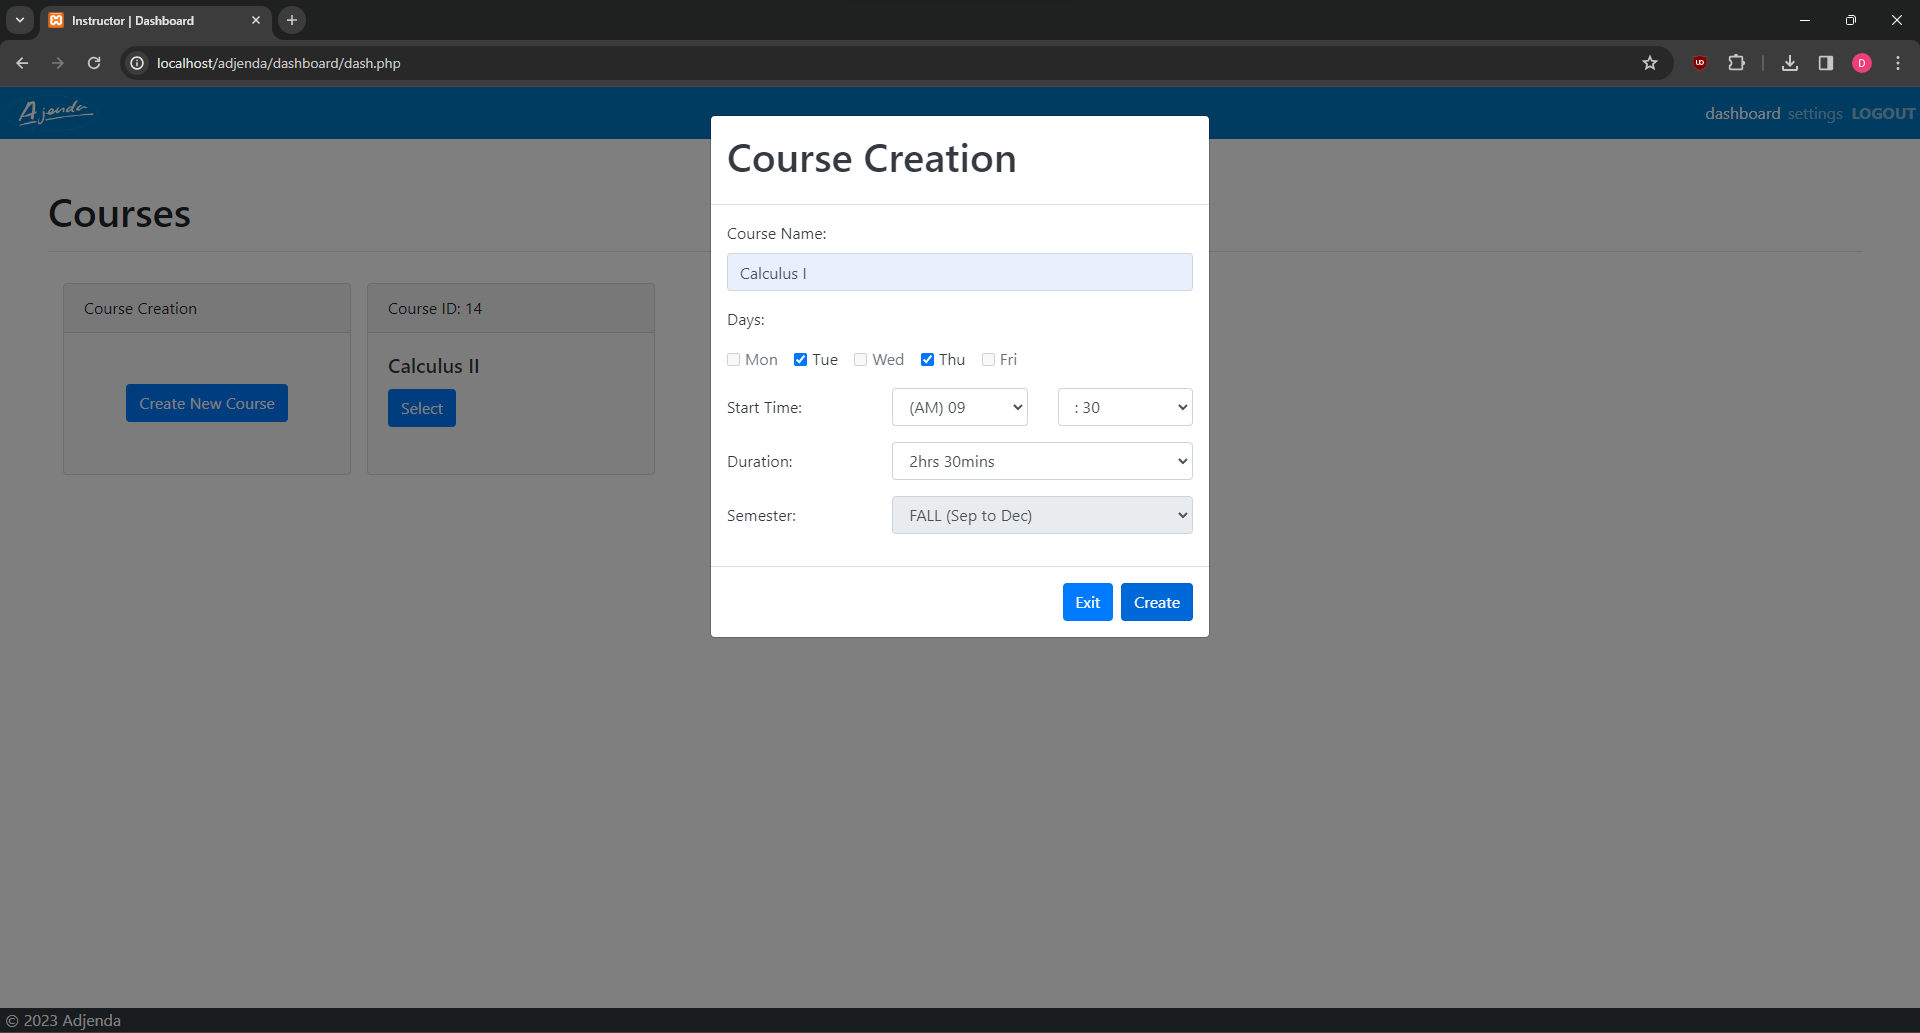 Instructor | Dashboard
localhost/adjenda/dashboard/dash.php
UD
D
Ajenda
dashboard settings LOGOUT
Courses
Course Creation
Create New Course
Course ID: 14
Calculus II
Select
Course Creation
Course Name:
Calculus I
Days:
Mon Tue Wed Thu Fri
Start Time: (AM) 09 : 30
Duration: 2hrs 30mins
Semester: FALL (Sep to Dec)
Exit Create
© 2023 Adjenda